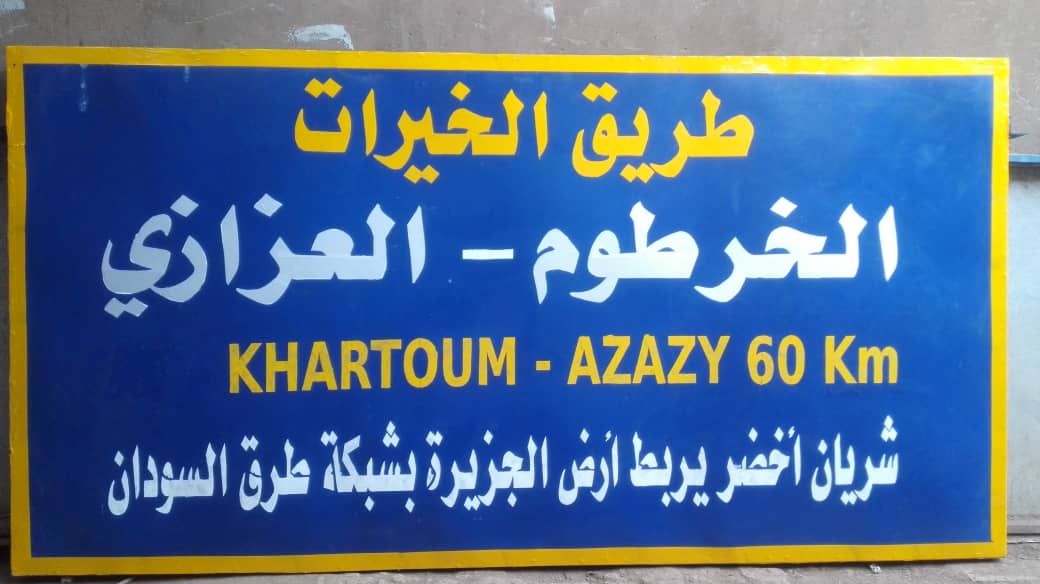 طريق الخيرات
الخرطوم - العزازي
KHARTOUM - AZAZY 60 Km
شريان أخضر يربط أرض الجزيرة بشبكة طرق السودان